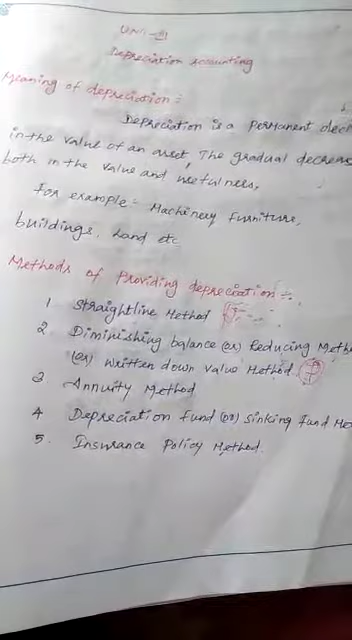 UNIT-III
Depreciation accounting
Meaning of depreciation :-
Depreciation is a permanent decl
in the value of an asset, The gradual decreas
both in the value and usefulness,
For example :- Machinery Furniture,
buildings, Land etc
Methods of Providing depreciation :-
1 Straightline Method
2 Diminishing balance (or) Reducing Metho
(or) written down value Method.
3 Annuity Method
4 Depreciation fund (or) Sinking fund Me
5. Insurance Policy Method.